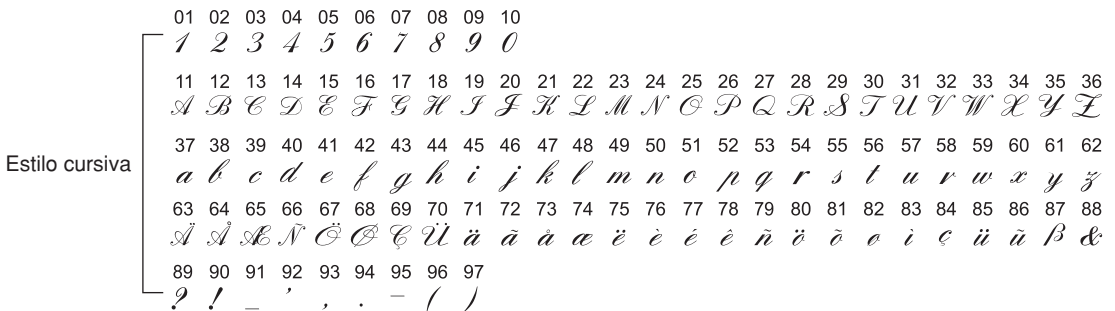 01 02 03 04 05 06 07 08 09 10
1 2 3 4 5 6 7 8 9 0
11 12 13 14 15 16 17 18 19 20 21 22 23 24 25 26 27 28 29 30 31 32 33 34 35 36
A B C D E F G H I J K L M N O P Q R S T U V W X Y Z
37 38 39 40 41 42 43 44 45 46 47 48 49 50 51 52 53 54 55 56 57 58 59 60 61 62
Estilo cursiva
a b c d e f g h i j k l m n o p q r s t u v w x y z
63 64 65 66 67 68 69 70 71 72 73 74 75 76 77 78 79 80 81 82 83 84 85 86 87 88
Ä Å Æ Ñ Ö Ø Ç Ü ä ã å æ ë è é ê ñ ö õ ø ì ç ü ũ ß &
89 90 91 92 93 94 95 96 97
? ! _ ' , . - ( )